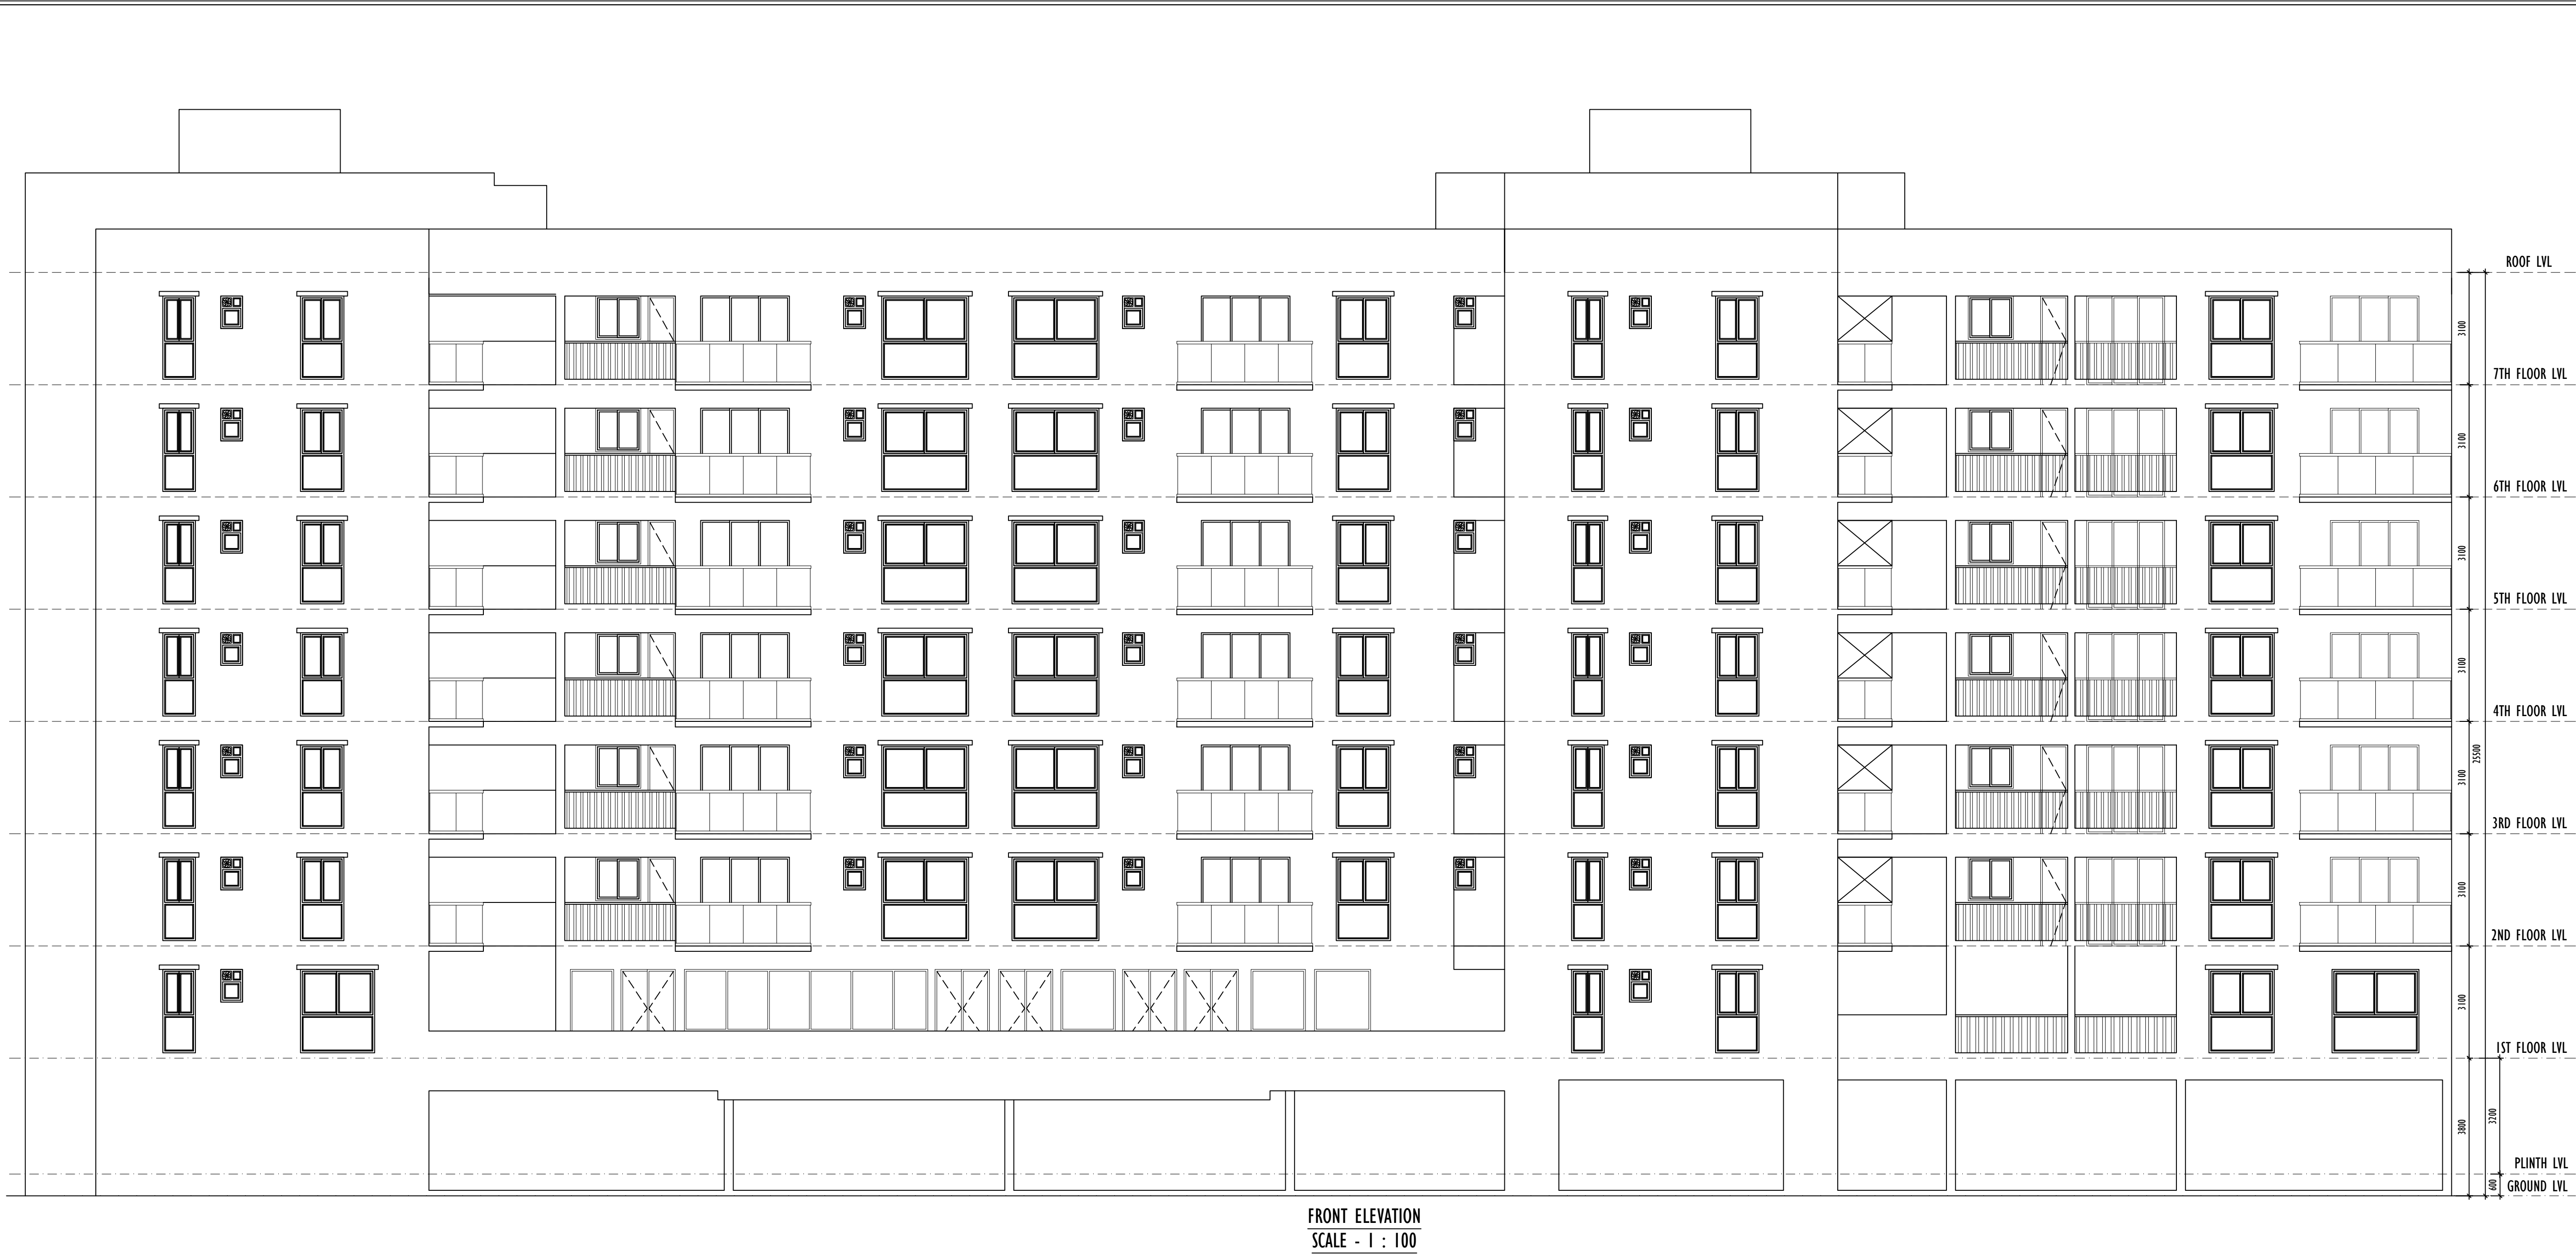 ROOF LVL
3100
7TH FLOOR LVL
3100
6TH FLOOR LVL
3100
5TH FLOOR LVL
3100
4TH FLOOR LVL
25500
3100
3RD FLOOR LVL
3100
2ND FLOOR LVL
3100
1ST FLOOR LVL
3200
3800
PLINTH LVL
600
GROUND LVL
FRONT ELEVATION
SCALE - 1 : 100